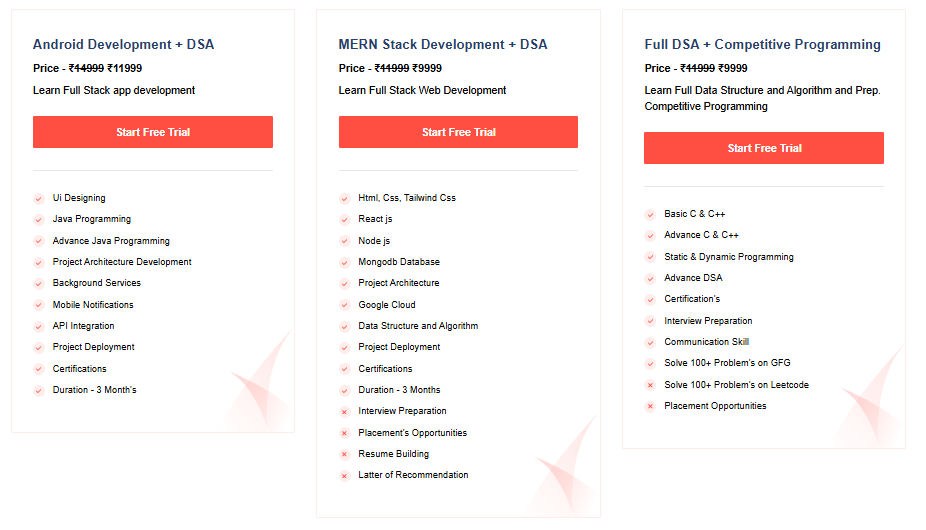 Android Development + DSA
Price - ₹14999 ₹11999
Learn Full Stack app development
Start Free Trial
Ui Designing
Java Programming
Advance Java Programming
Project Architecture Development
Background Services
Mobile Notifications
API Integration
Project Deployment
Certifications
Duration - 3 Month's
MERN Stack Development + DSA
Price - ₹11999 ₹9999
Learn Full Stack Web Development
Start Free Trial
Html, Css, Tailwind Css
React js
Node js
Mongodb Database
Project Architecture
Google Cloud
Data Structure and Algorithm
Project Deployment
Certifications
Duration - 3 Months
Interview Preparation
Placement's Opportunities
Resume Building
Latter of Recommendation
Full DSA + Competitive Programming
Price - ₹11999 ₹9999
Learn Full Data Structure and Algorithm and Prep.
Competitive Programming
Start Free Trial
Basic C & C++
Advance C & C++
Static & Dynamic Programming
Advance DSA
Certification's
Interview Preparation
Communication Skill
Solve 100+ Problem's on GFG
Solve 100+ Problem's on Leetcode
Placement Opportunities